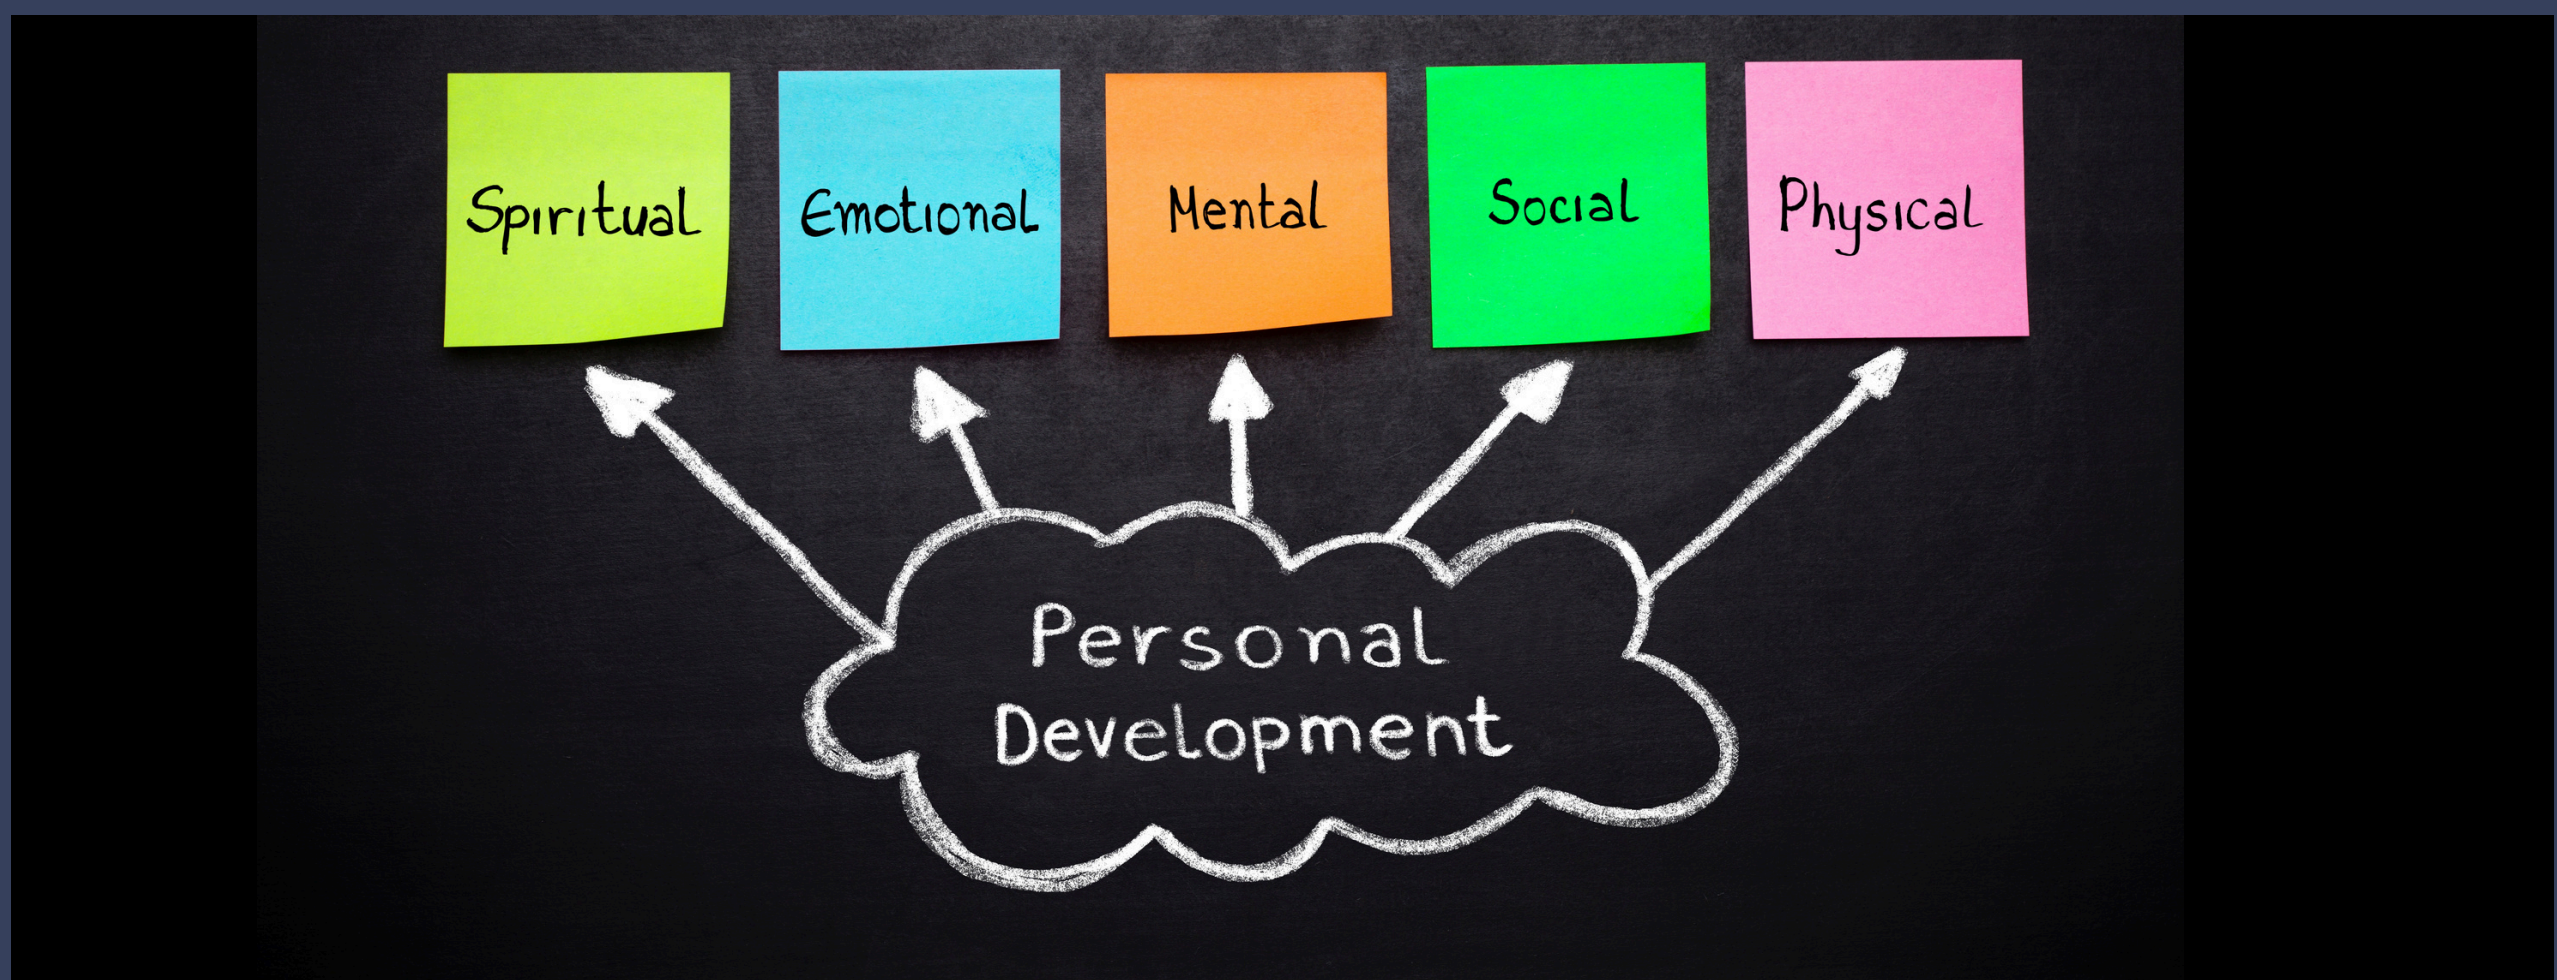 Spiritual
Emotional
Mental
Social
Physical
Personal
Development